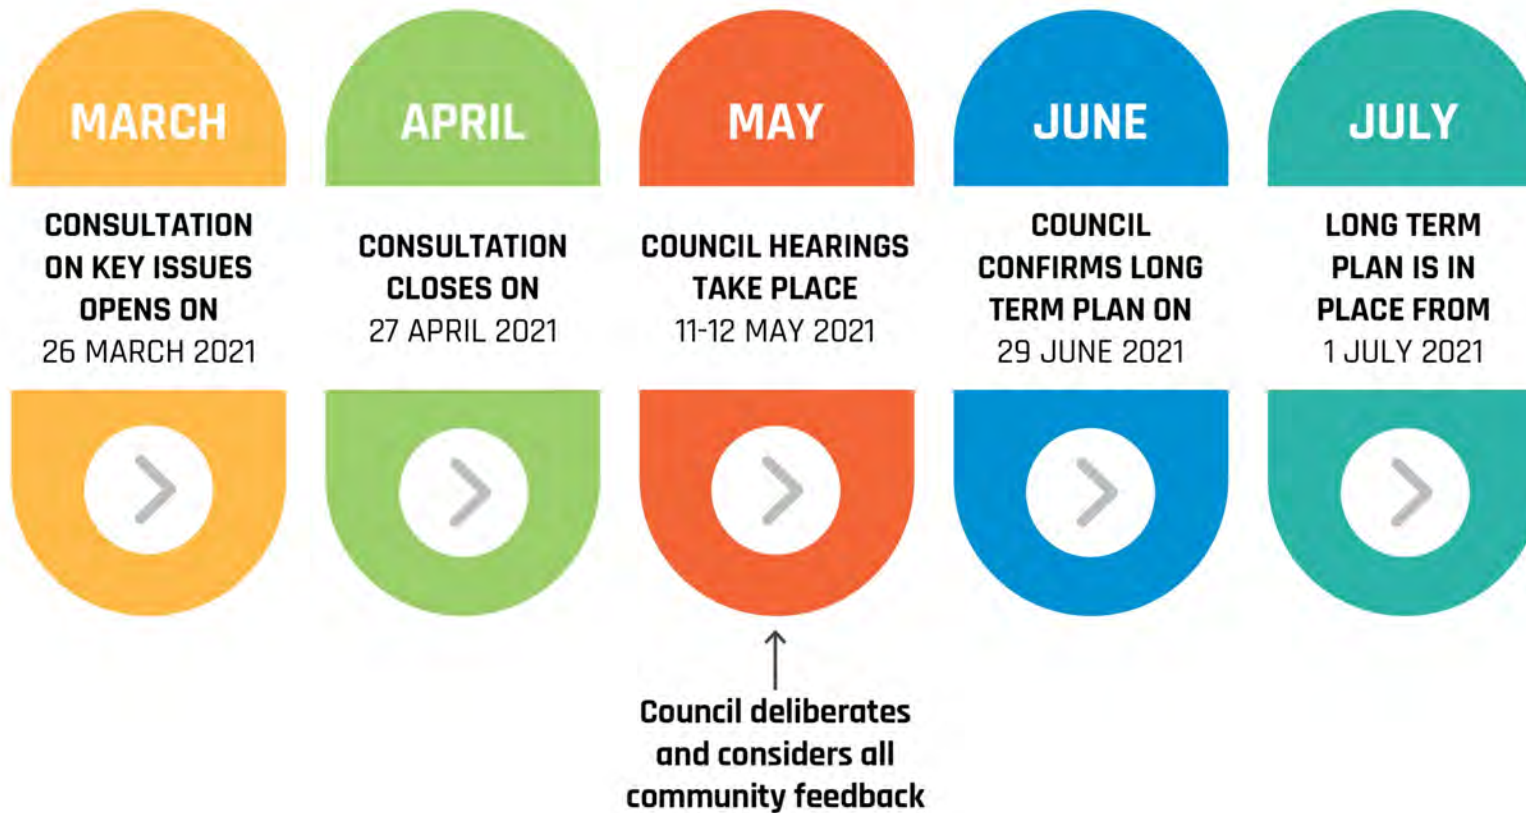 MARCH
CONSULTATION
ON KEY ISSUES
OPENS ON
26 MARCH 2021
APRIL
CONSULTATION
CLOSES ON
27 APRIL 2021
MAY
COUNCIL HEARINGS
TAKE PLACE
11-12 MAY 2021
Council deliberates
and considers all
community feedback
JUNE
COUNCIL
CONFIRMS LONG
TERM PLAN ON
29 JUNE 2021
JULY
LONG TERM
PLAN IS IN
PLACE FROM
1 JULY 2021